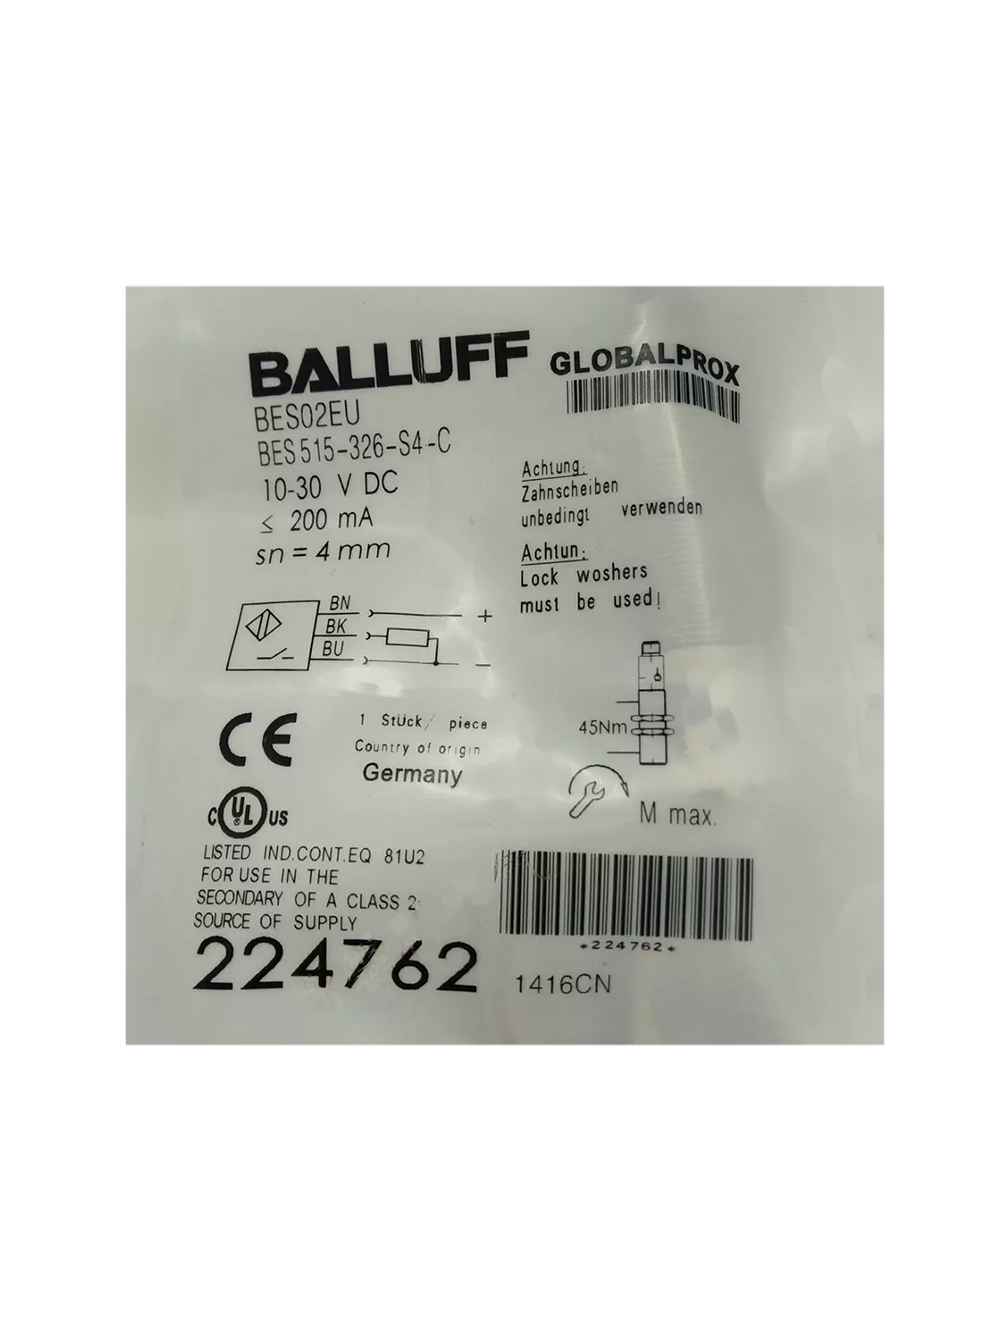 BALLUFF
GLOBALPROX
BES02EU
BES 515-326-S4-C
10-30 V DC
≤ 200 mA
sn = 4 mm
Achtung:
Zahnscheiben
unbedingt verwenden
Achtun:
Lock woshers
must be used!
BN
+
BK
BU
-
45Nm
M max.
CE
1 StÜck/ piece
Country of origin
Germany
c UL ® US
LISTED IND.CONT.EQ 81U2
FOR USE IN THE
SECONDARY OF A CLASS 2
SOURCE OF SUPPLY
224762
*224762*
1416CN